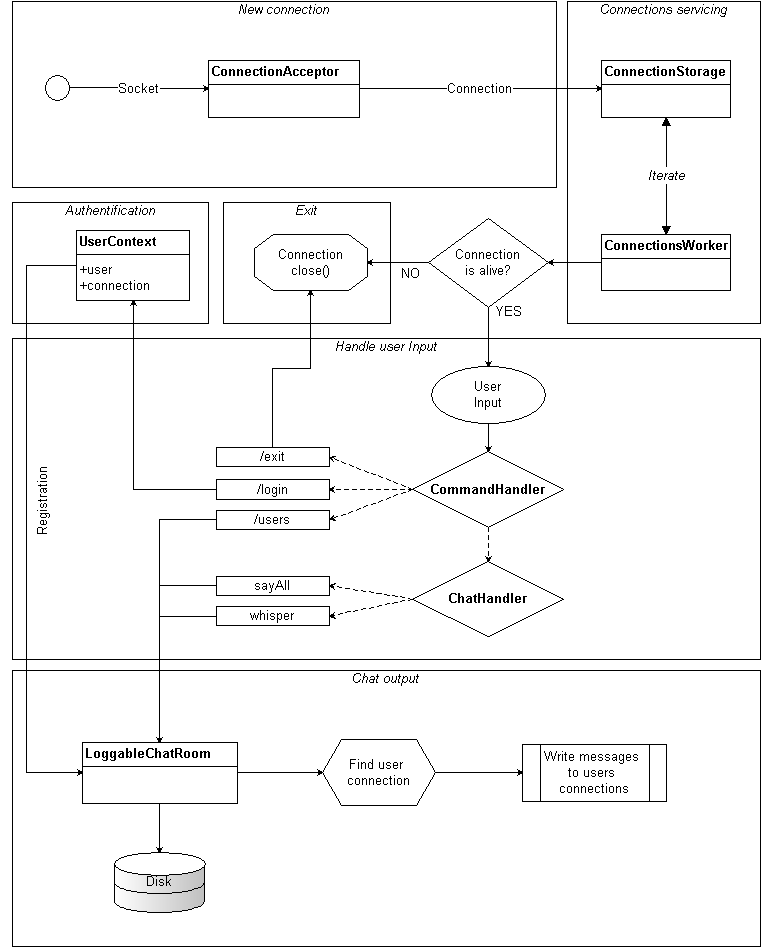 New connection
Connections servicing
ConnectionAcceptor
ConnectionStorage
Socket
Connection
Iterate
Authentification
Exit
UserContext
+user
+connection
Connection
close()
NO
Connection
is alive?
YES
ConnectionsWorker
Handle user Input
User
Input
/exit
/login
/users
CommandHandler
Registration
sayAll
whisper
ChatHandler
Chat output
LoggableChatRoom
Find user
connection
Write messages
to users
connections
Disk